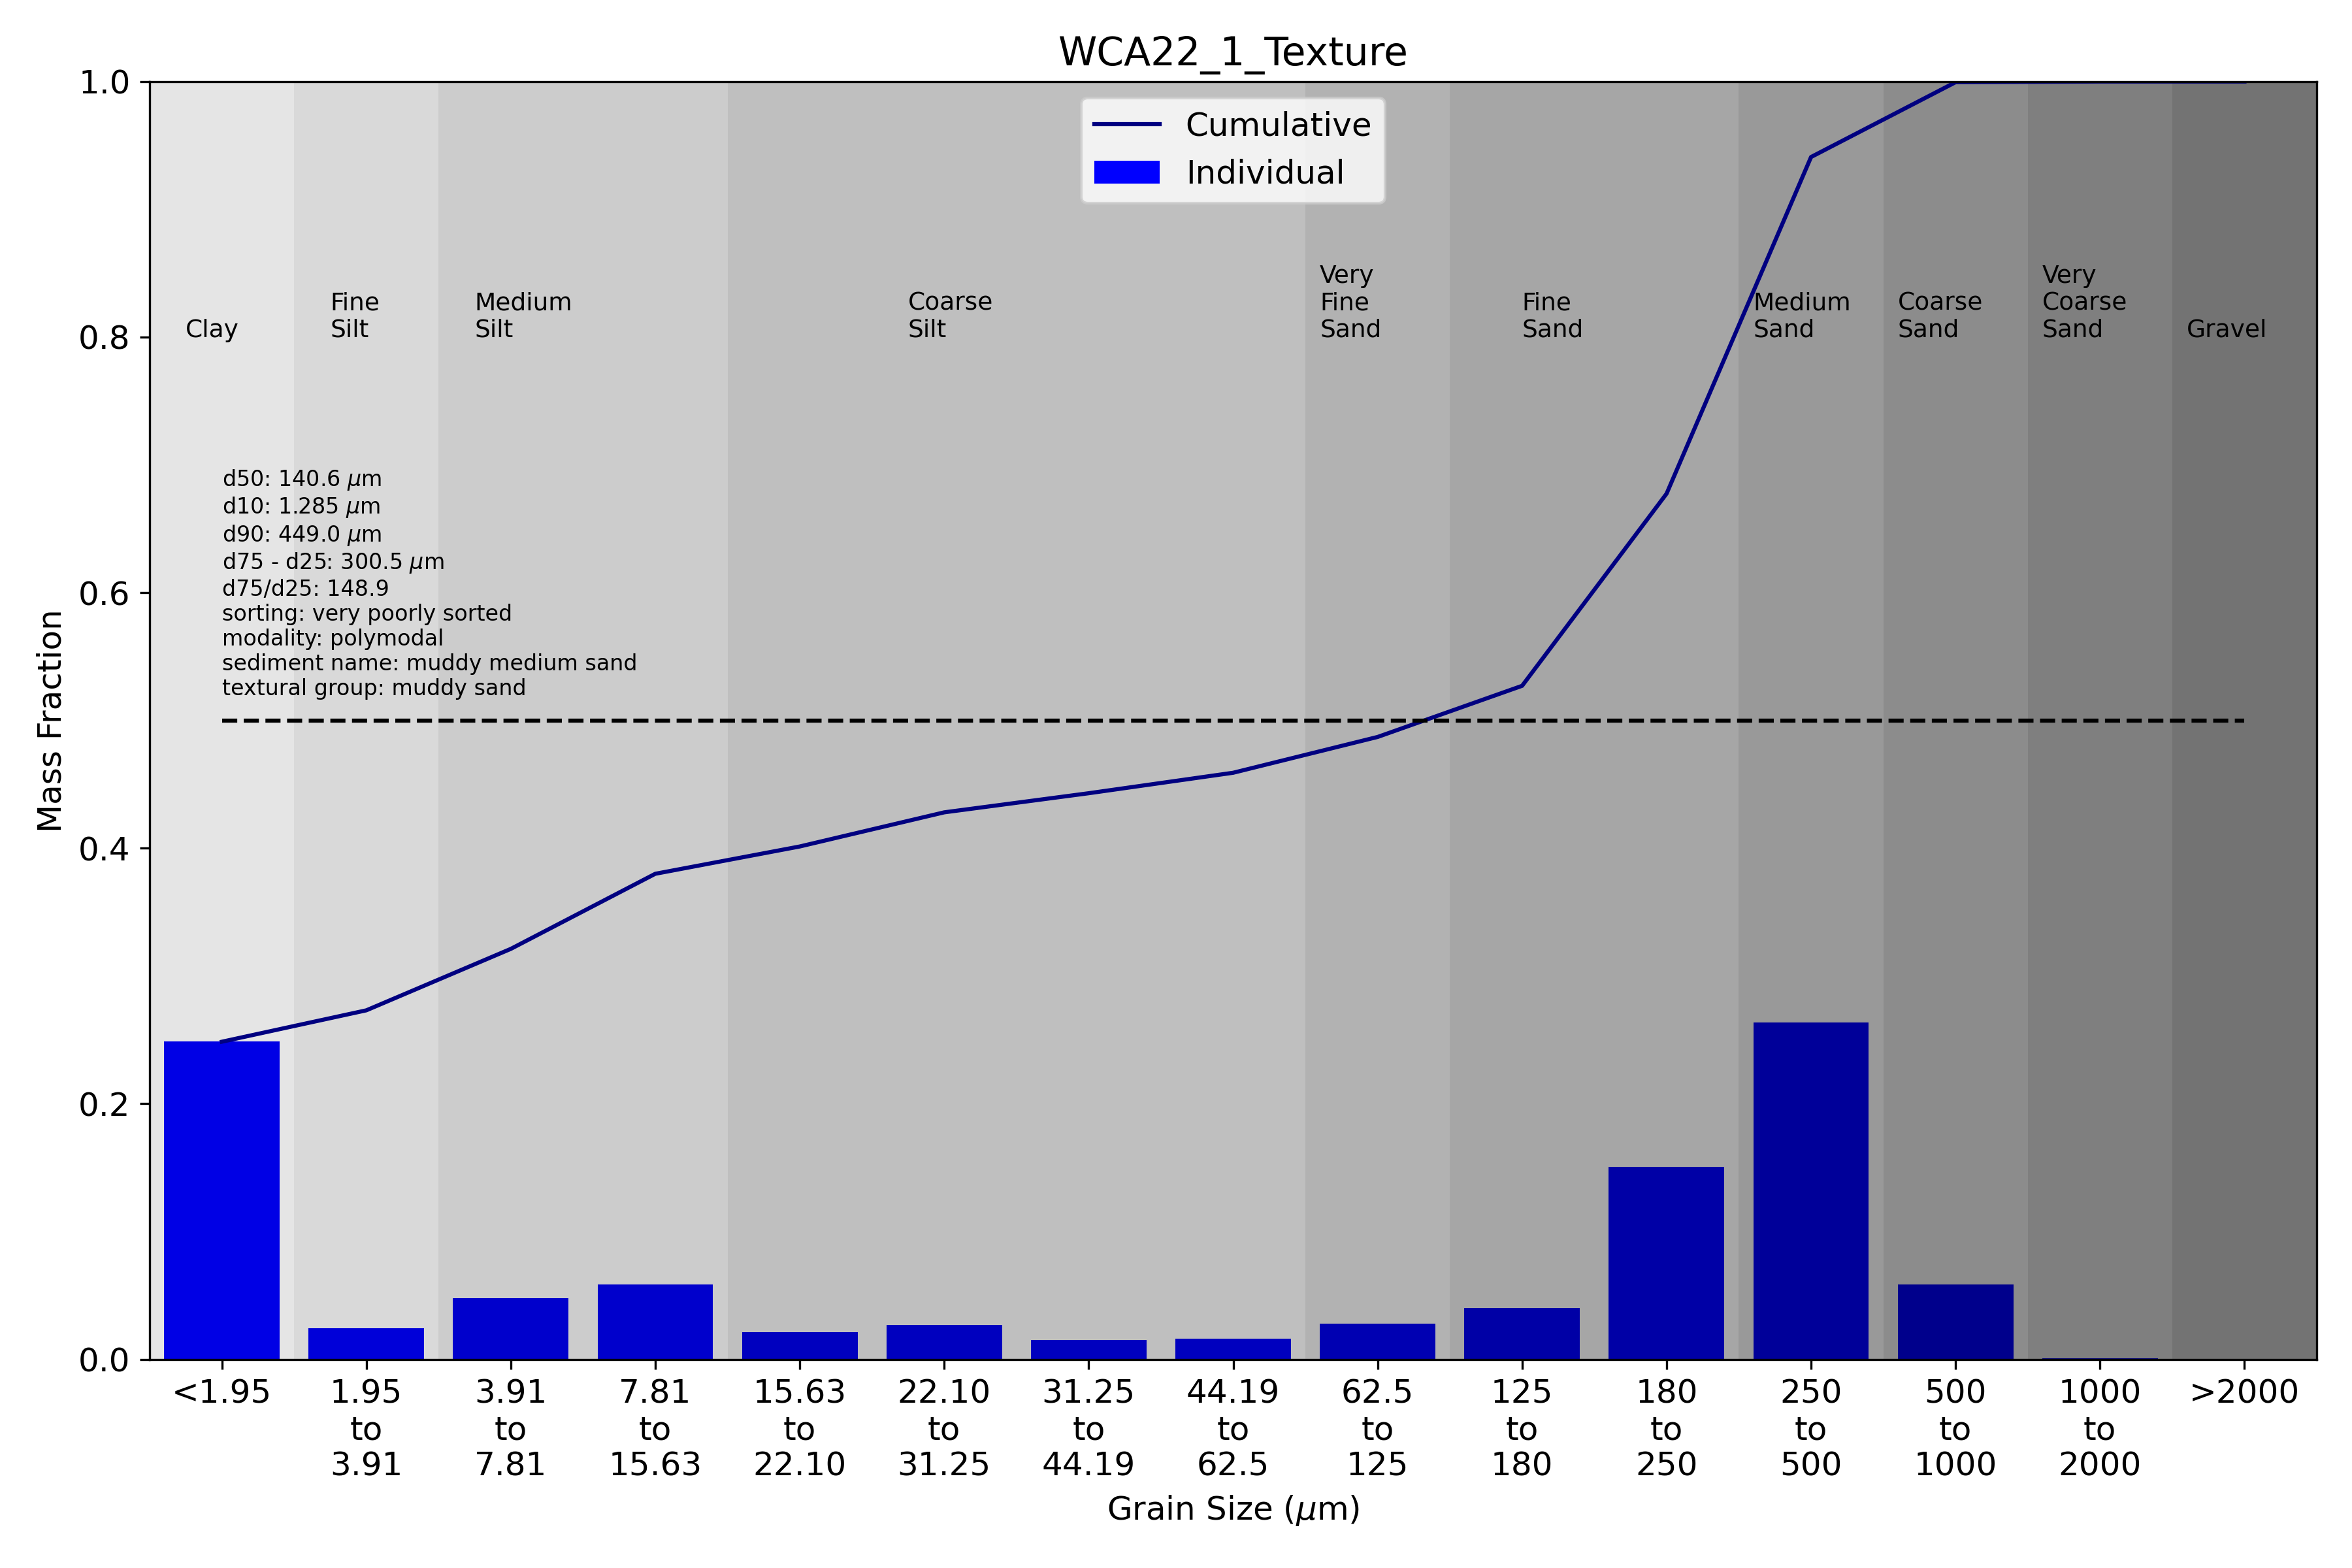 WCA22_1_Texture
1.0
0.8
0.6
0.4
0.2
0.0
Mass Fraction
Cumulative
Individual
Clay
Fine
Silt
Medium
Silt
Coarse
Silt
Very
Fine
Sand
Fine
Sand
Medium
Sand
Coarse
Sand
Very
Coarse
Sand
Gravel
d50: 140.6 μm
d10: 1.285 μm
d90: 449.0 μm
d75 - d25: 300.5 μm
d75/d25: 148.9
sorting: very poorly sorted
modality: polymodal
sediment name: muddy medium sand
textural group: muddy sand
<1.95
1.95
to
3.91
3.91
to
7.81
7.81
to
15.63
15.63
to
22.10
22.10
to
31.25
31.25
to
44.19
44.19
to
62.5
62.5
to
125
125
to
180
180
to
250
250
to
500
500
to
1000
1000
to
2000
>2000
Grain Size (μm)